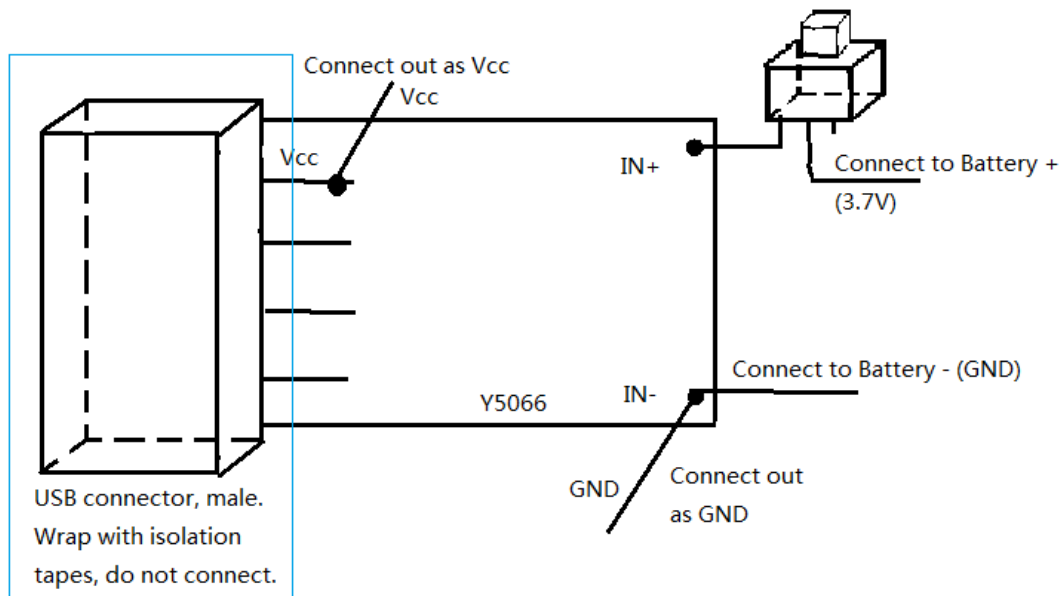 Connect out as Vcc
Vcc
Vcc
IN+
Connect to Battery +
(3.7V)
Connect to Battery - (GND)
IN-
Y5066
GND
Connect out
as GND
USB connector, male.
Wrap with isolation
tapes, do not connect.